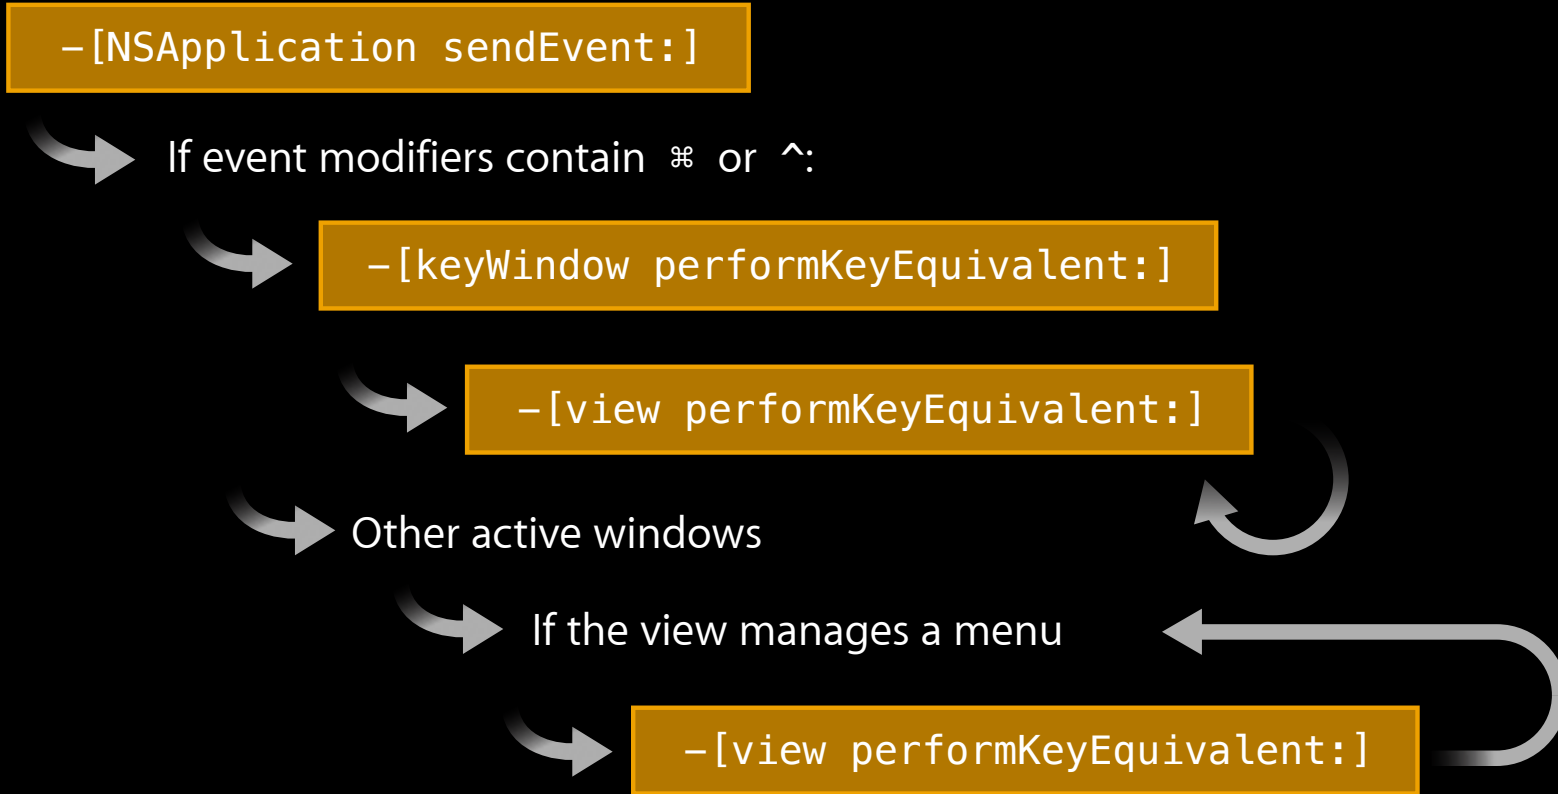 –[NSApplication sendEvent:]
If event modifiers contain ⌘ or ^:
–[keyWindow performKeyEquivalent:]
–[view performKeyEquivalent:]
Other active windows
If the view manages a menu
–[view performKeyEquivalent:]